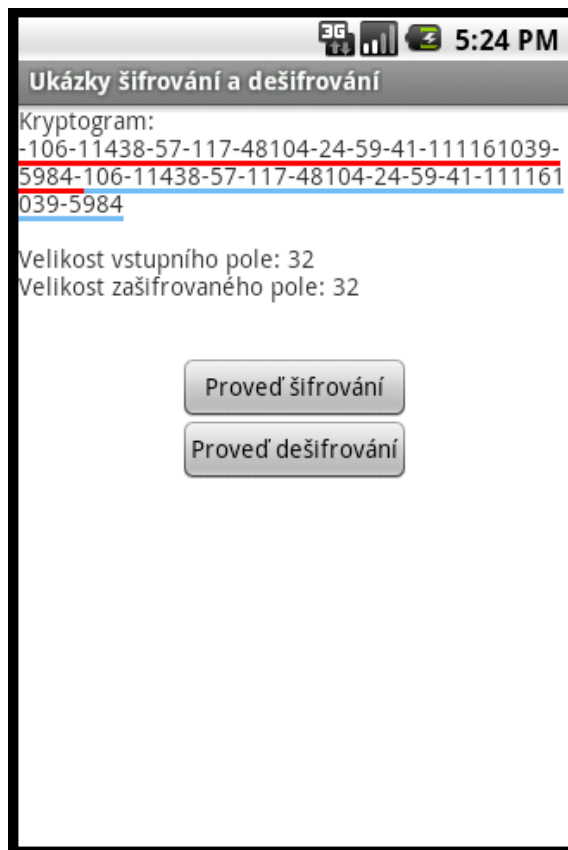 3G 5:24 PM
Ukázky šifrování a dešifrování
Kryptogram:
-106-11438-57-117-48104-24-59-41-111161039-
5984-106-11438-57-117-48104-24-59-41-111161
039-5984
Velikost vstupního pole: 32
Velikost zašifrovaného pole: 32
Proveď šifrování
Proveď dešifrování